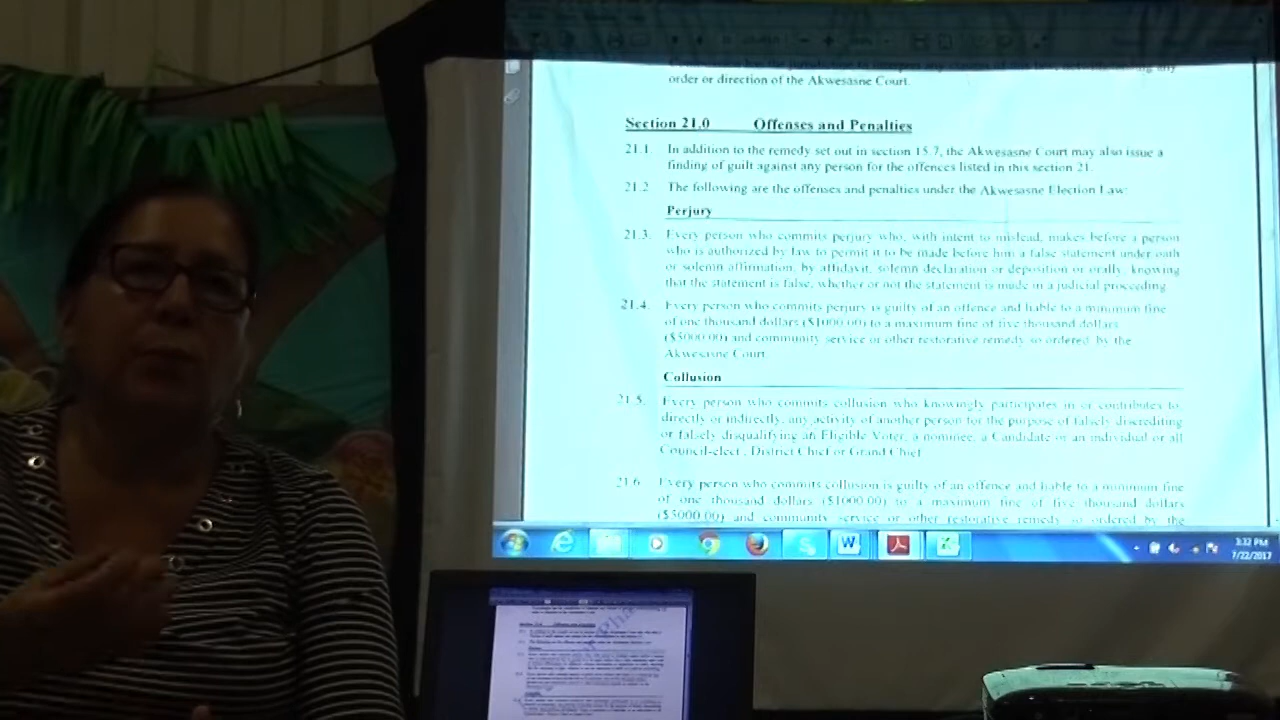 order or direction of the Akwesasne Court.
Section 21.0 Offenses and Penalties
21.1. In addition to the remedy set out in section 15.7, the Akwesasne Court may also issue a
finding of guilt against any person for the offences listed in this section 21.
21.2. The following are the offenses and penalties under the Akwesasne Election Law:
Perjury
21.3. Every person who commits perjury who, with intent to mislead, makes before a person
who is authorized by law to permit it to be made before him a false statement under oath
or solemn affirmation, by affidavit, solemn declaration or deposition or orally, knowing
that the statement is false, whether or not the statement is made in a judicial proceeding.
21.4. Every person who commits perjury is guilty of an offence and liable to a minimum fine
of one thousand dollars ($1000.00) to a maximum fine of five thousand dollars
($5000.00) and community service or other restorative remedy so ordered by the
Akwesasne Court.
Collusion
21.5. Every person who commits collusion who knowingly participates in or contributes to,
directly or indirectly, any activity of another person for the purpose of falsely discrediting
or falsely disqualifying an Eligible Voter, a nominee, a Candidate or an individual or all
Council-elect, District Chief or Grand Chief.
21.6. Every person who commits collusion is guilty of an offence and liable to a minimum fine
of one thousand dollars ($1000.00) to a maximum fine of five thousand dollars
($5000.00) and community service or other restorative remedy so ordered by the
3:32 PM
7/22/2017